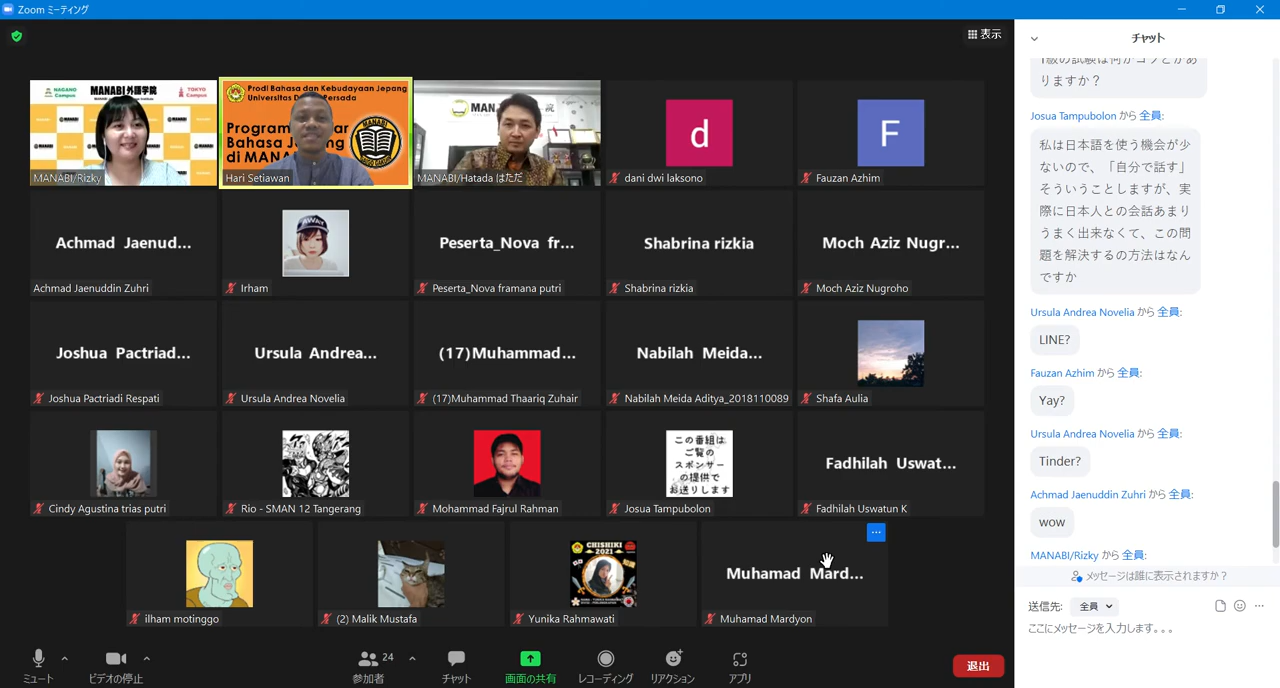 Zoom ミーティング
表示
NAGANO Campus
MANABI外語学院
TOKYO Campus
MANABI/Rizky
Prodi Bahasa dan Kebudayaan Jepang
Universitas D Persada
Program ar
Bahasa Je g
di MANA
MANABI
Hari Setiawan
MAN
MANABI/Hatada はただ
d
dani dwi laksono
F
Fauzan Azhim
Achmad Jaenud...
Achmad Jaenuddin Zuhri
Irham
Peserta_Nova fr...
Peserta_Nova framana putri
Shabrina rizkia
Shabrina rizkia
Moch Aziz Nugr...
Moch Aziz Nugroho
Joshua Pactriad...
Joshua Pactriadi Respati
Ursula Andrea...
Ursula Andrea Novelia
(17)Muhammad...
(17)Muhammad Thaariq Zuhair
Nabilah Meida...
Nabilah Meida Aditya_2018110089
Shafa Aulia
Cindy Agustina trias putri
Rio - SMAN 12 Tangerang
Mohammad Fajrul Rahman
この番組は
ご覧の
スポンサー
の提供で
お送りします
Josua Tampubolon
Fadhilah Uswat...
Fadhilah Uswatun K
ilham motinggo
(2) Malik Mustafa
CHISHIKI
2021
Yunika Rahmawati
Muhamad Mard...
Muhamad Mardyon
ミュート
ビデオの停止
24
参加者
チャット
画面の共有
レコーディング
リアクション
アプリ
退出
チャット
1級の試験は何かコツとかあ
りますか？
Josua Tampubolon から 全員:
私は日本語を使う機会が少
ないので、「自分で話す」
そういうことしますが、実
際に日本人との会話あまり
うまく出来なくて、この問
題を解決するの方法はなん
ですか
Ursula Andrea Novelia から 全員:
LINE?
Fauzan Azhim から 全員:
Yay?
Ursula Andrea Novelia から 全員:
Tinder?
Achmad Jaenuddin Zuhri から 全員:
wow
MANABI/Rizky から 全員:
メッセージは誰に表示されますか？
送信先: 全員
ここにメッセージを入力します。。。